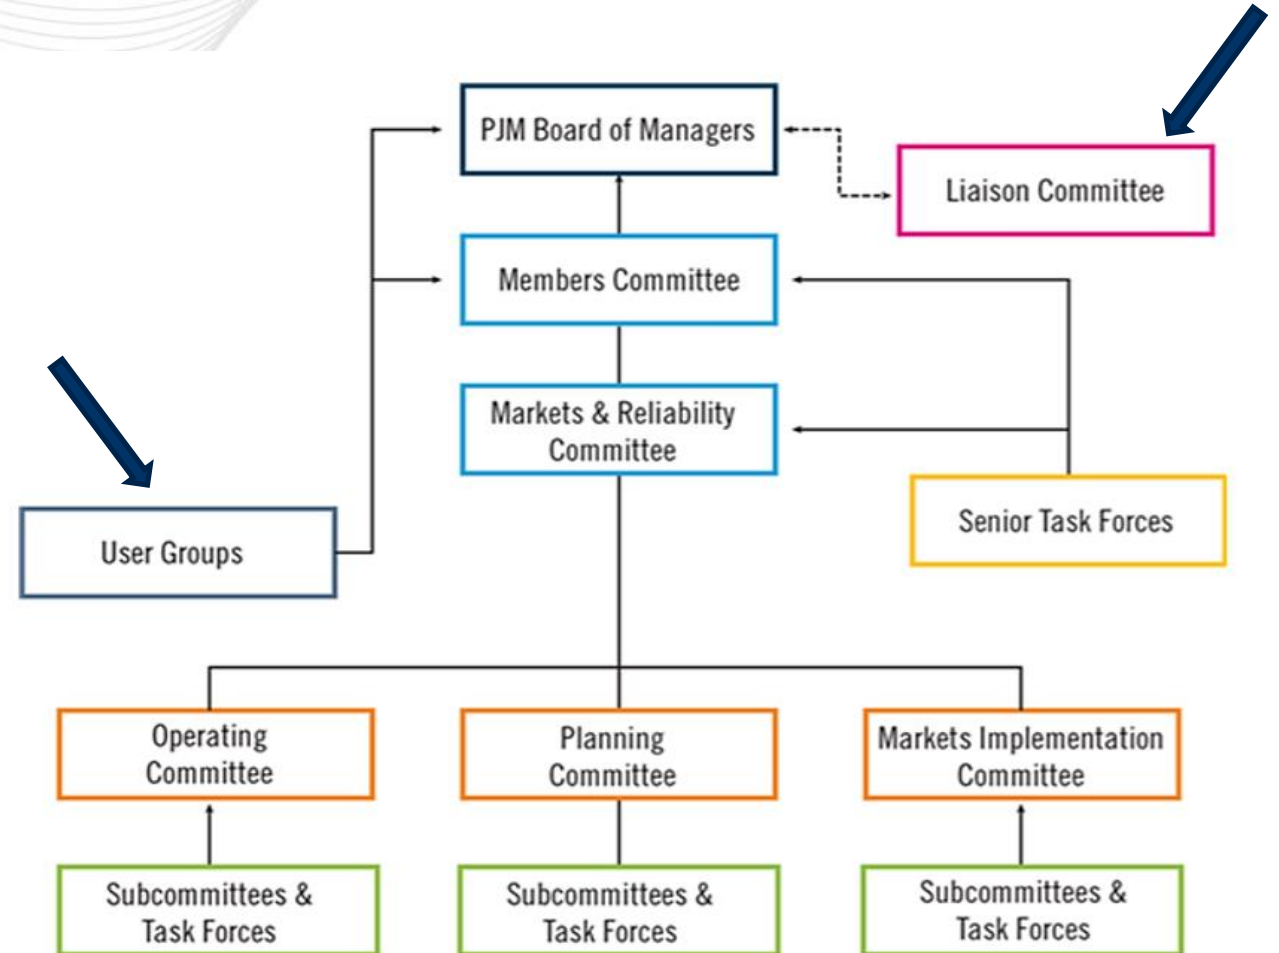 PJM Board of Managers
Liaison Committee
Members Committee
Markets & Reliability
Committee
Senior Task Forces
User Groups
Operating
Committee
Planning
Committee
Markets Implementation
Committee
Subcommittees &
Task Forces
Subcommittees &
Task Forces
Subcommittees &
Task Forces